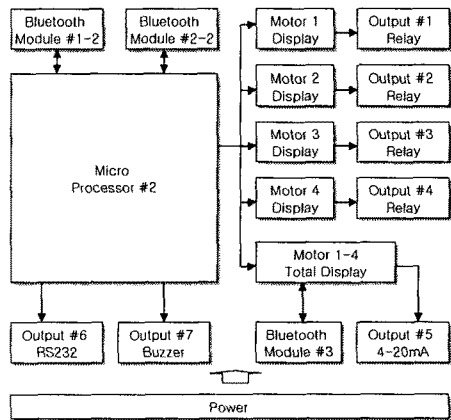 Bluetooth
Module #1-2
Bluetooth
Module #2-2
Motor 1
Display
Output #1
Relay
Motor 2
Display
Output #2
Relay
Micro
Processor #2
Motor 3
Display
Output #3
Relay
Motor 4
Display
Output #4
Relay
Motor 1-4
Total Display
Output #6
RS232
Output #7
Buzzer
Bluetooth
Module #3
Output #5
4-20mA
Power